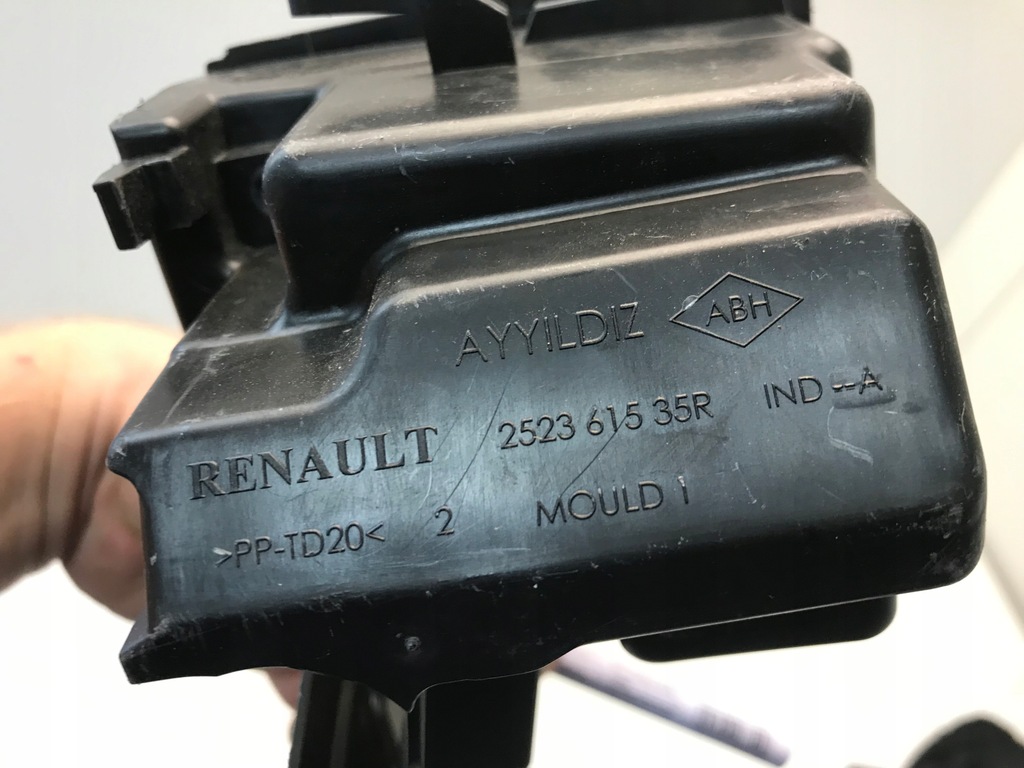 AYYILDIZ ABH
RENAULT 2523 615 35R IND --A
>PP-TD20< 2 MOULD 1